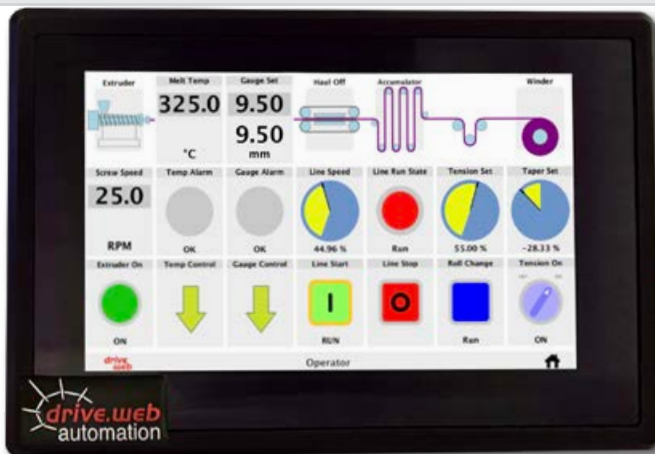 Extruder
Melt Temp
Gauge Set
Haul Off
Accumulator
Winder
325.0
9.50
9.50
°C
mm
Screw Speed
Temp Alarm
Gauge Alarm
Line Speed
Line Run State
Tension Set
Taper Set
25.0
RPM
OK
OK
44.96 %
Run
55.00 %
-28.33 %
Extruder On
Temp Control
Gauge Control
Line Start
Line Stop
Roll Change
Tension On
I
O
ON
RUN
Run
ON
drive.
web
Operator
drive.web
automation